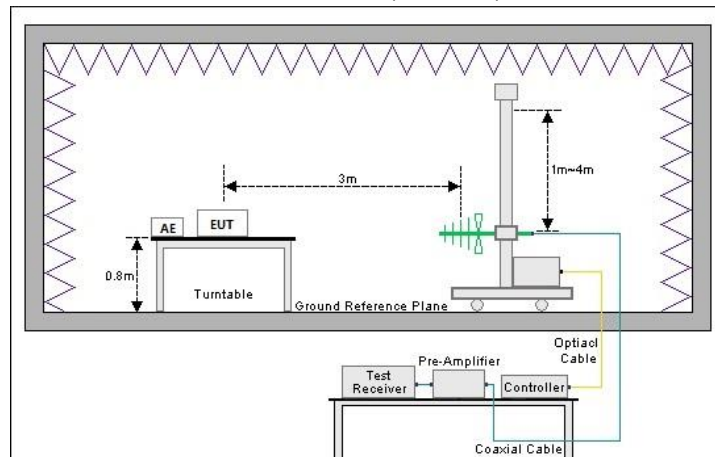 3m
1m~4m
AE
EUT
0.8m
Turntable
Ground Reference Plane
Optiacl
Cable
Pre-Amplifier
Test
Receiver
Controller
Coaxial Cable